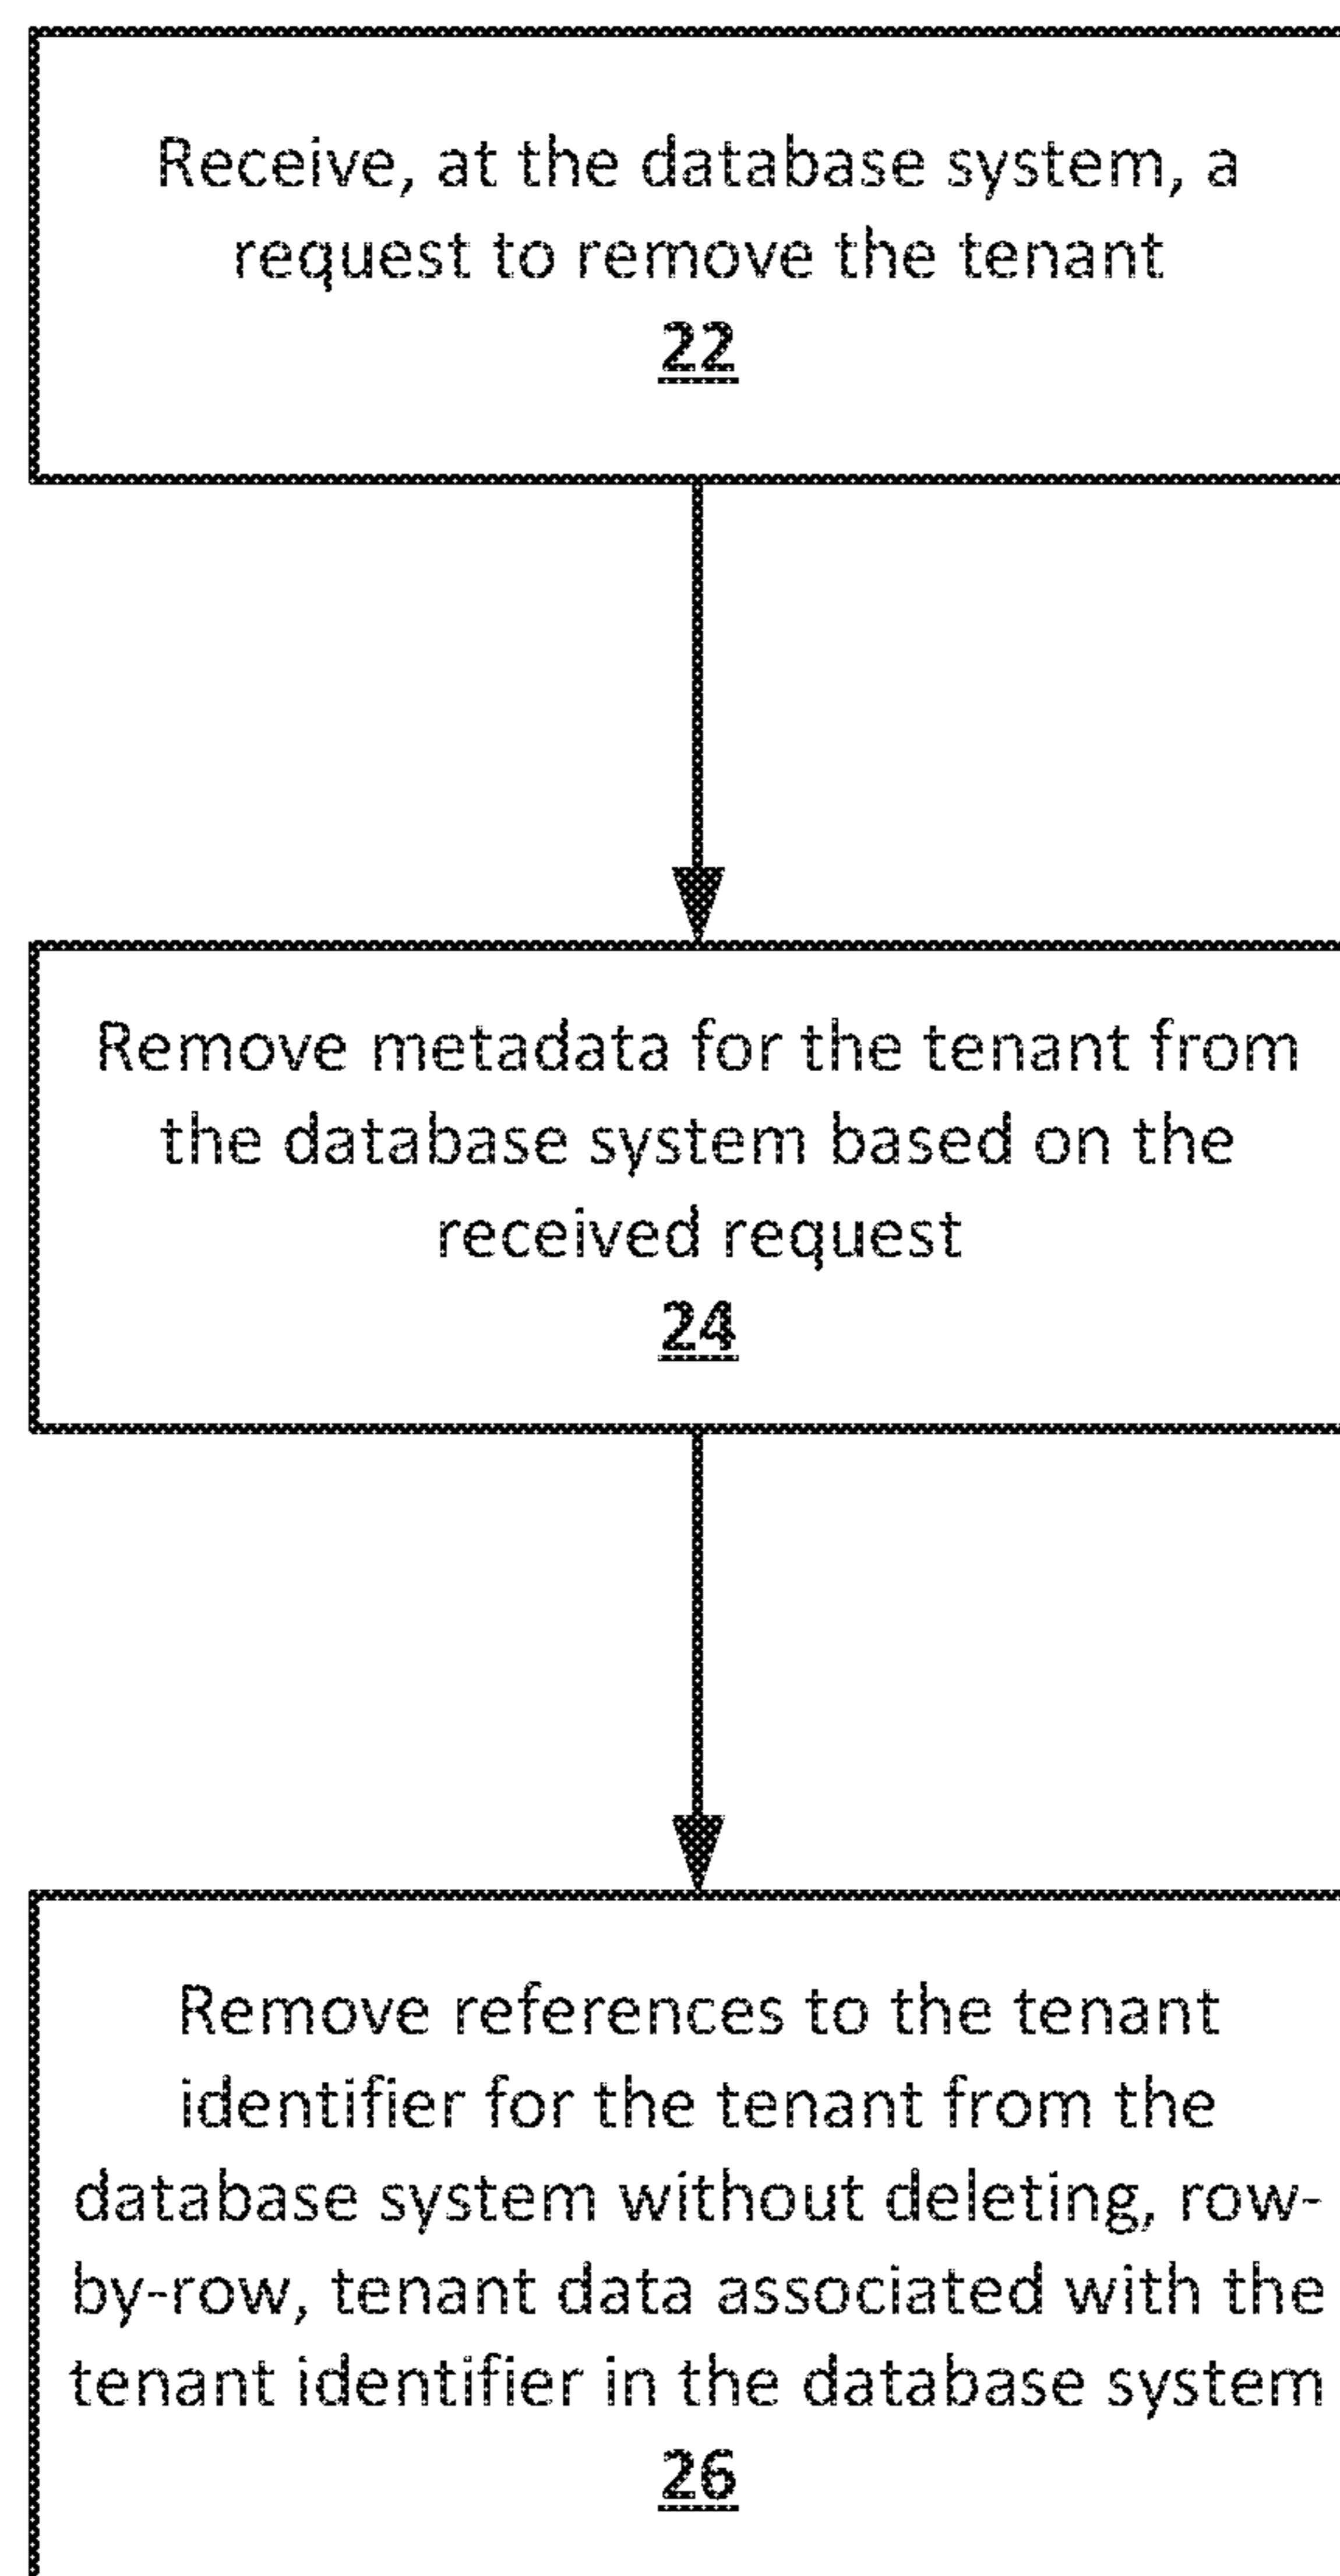 Receive, at the database system, a
request to remove the tenant
22
Remove metadata for the tenant from
the database system based on the
received request
24
Remove references to the tenant
identifier for the tenant from the
database system without deleting, row-
by-row, tenant data associated with the
tenant identifier in the database system
26